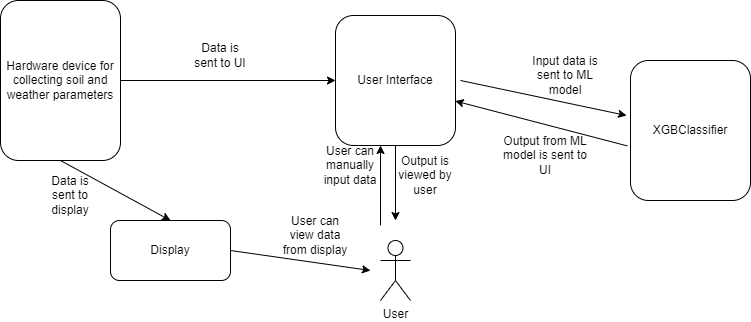 Hardware device for
collecting soil and
weather parameters
Data is
sent to UI
User Interface
Input data is
sent to ML
model
XGBClassifier
Output from ML
model is sent to
UI
User can
manually
input data
Output is
viewed by
user
Data is
sent to
display
Display
User can
view data
from display
User